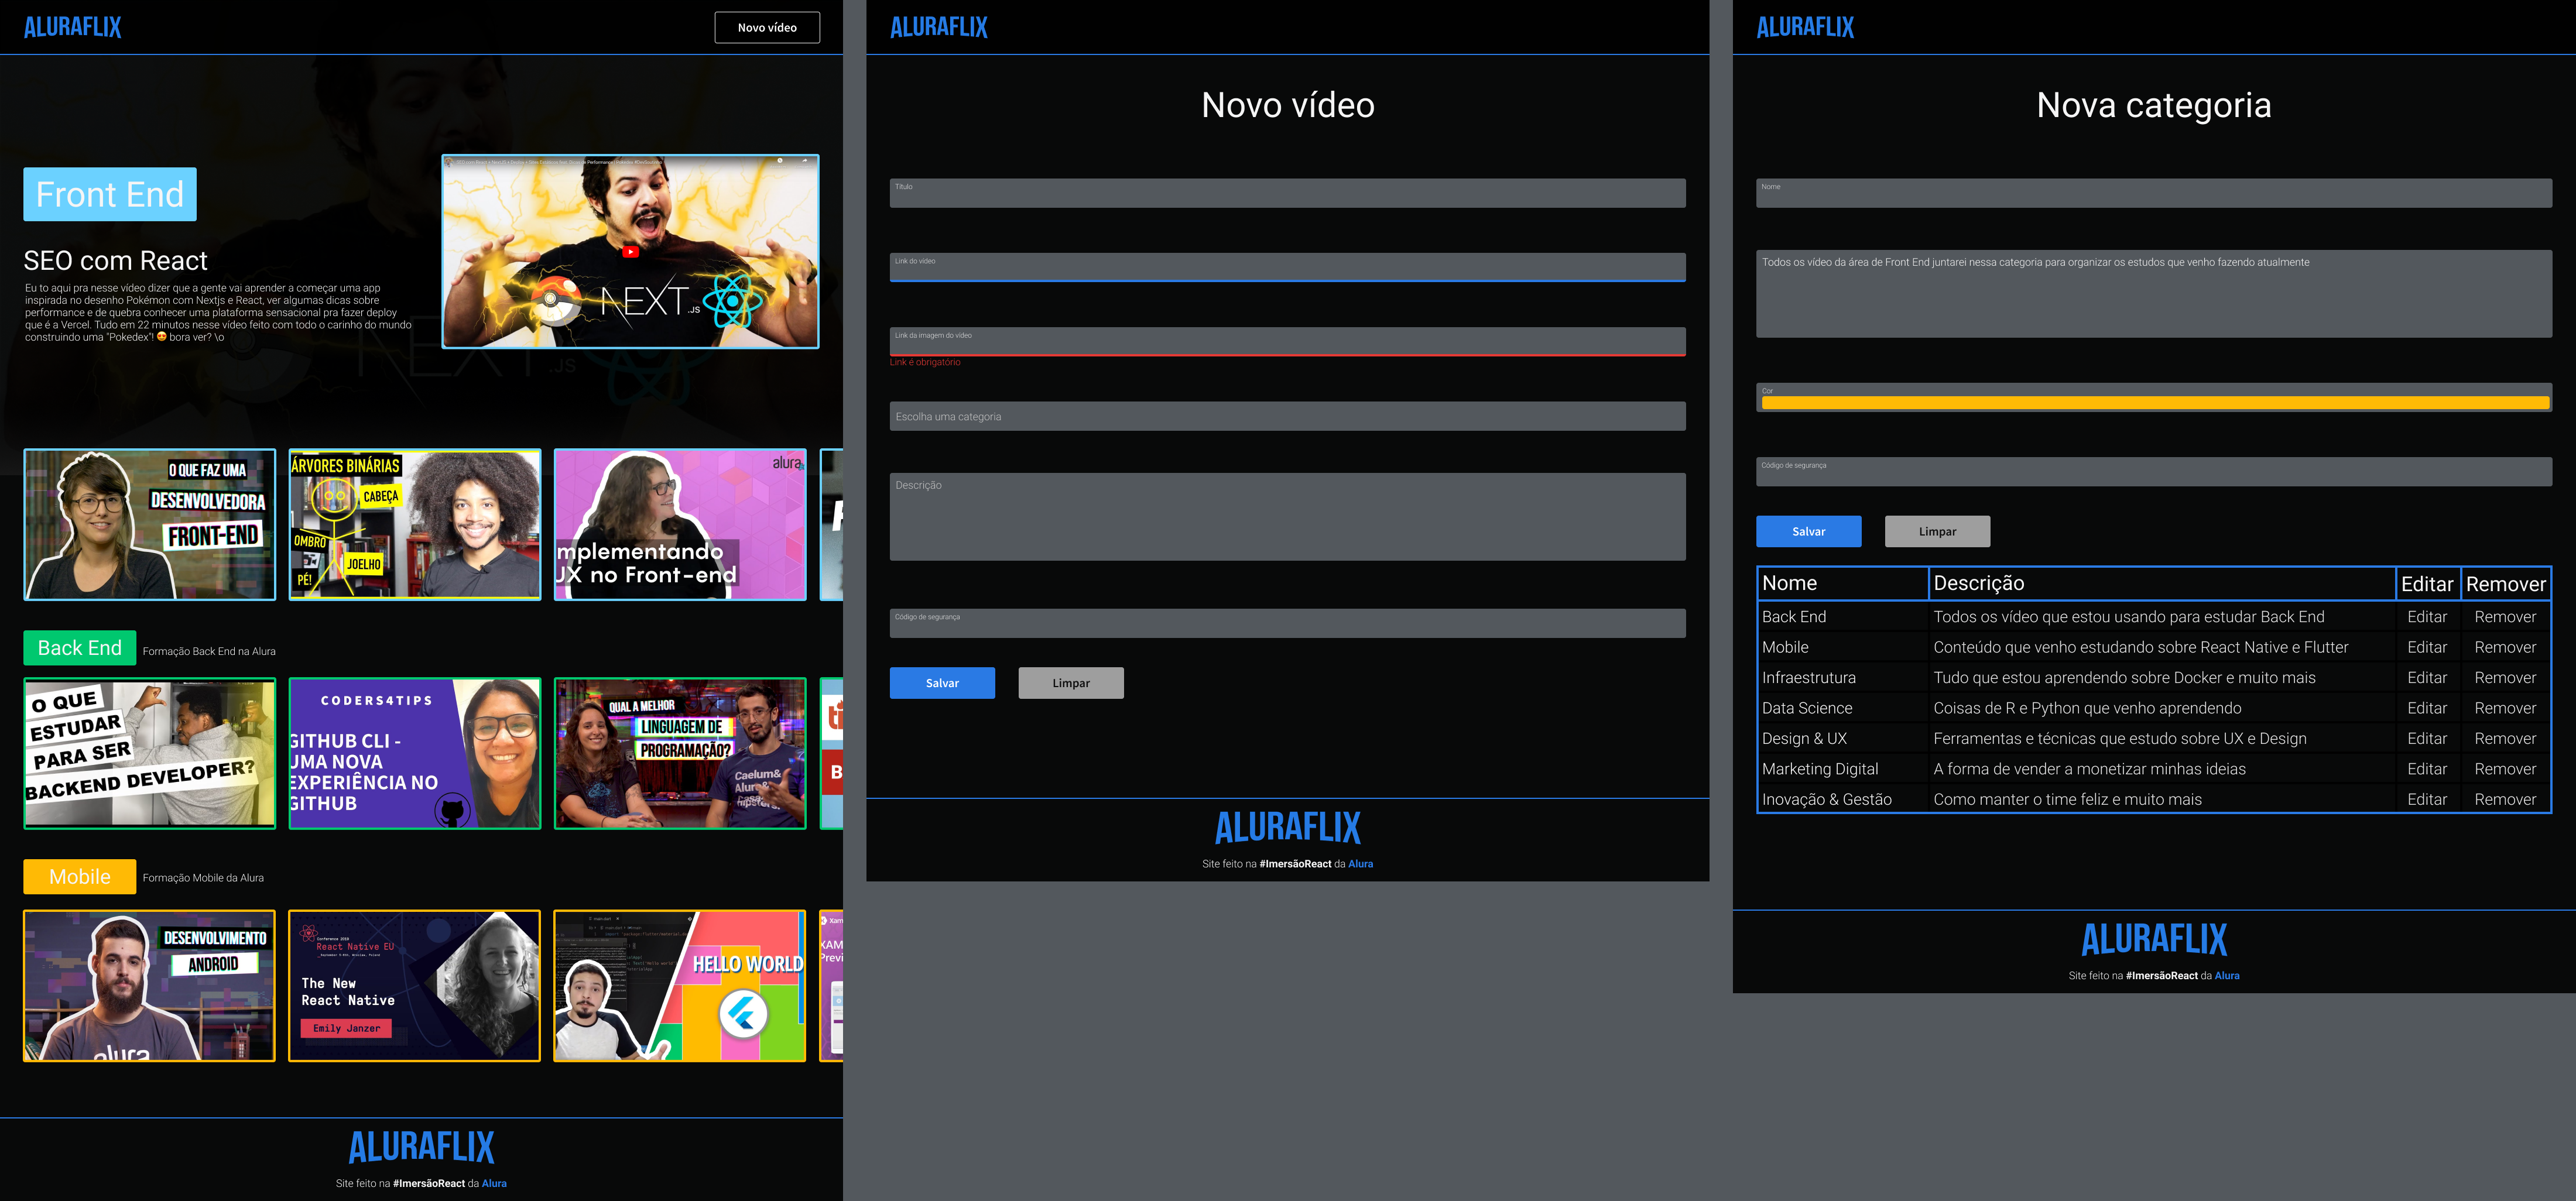 ALURAFLIX
Novo vídeo
Front End
SEO com React
Eu to aqui pra nesse vídeo dizer que a gente vai aprender a começar uma app
inspirada no desenho Pokémon com Nextjs e React, ver algumas dicas sobre
performance e de quebra conhecer uma plataforma sensacional pra fazer deploy
que é a Vercel. Tudo em 22 minutos nesse vídeo feito com todo o carinho do mundo
construindo uma "Pokedex"! 😍 bora ver? \o
NEXT.JS
O QUE FAZ UMA
DESENVOLVEDORA
FRONT-END
ÁRVORES BINÁRIAS
CABEÇA
OMBRO
JOELHO
PÉ!
alura
mplementando
UX no Front-end
Back End
Formação Back End na Alura
O QUE
ESTUDAR
PARA SER
BACKEND DEVELOPER?
CODERS4TIPS
GITHUB CLI -
UMA NOVA
EXPERIÊNCIA NO
GITHUB
QUAL A MELHOR
LINGUAGEM DE
PROGRAMAÇÃO?
Caelum&
Alura&
Casa
hipsters
ti
B
Mobile
Formação Mobile da Alura
DESENVOLVIMENTO
ANDROID
alura
Conference 2019
React Native EU
The New
React Native
Emily Janzer
HELLO WORLD
Xam
XAM
Previ
ALURAFLIX
Site feito na #ImersãoReact da Alura
ALURAFLIX
Novo vídeo
Título
Link do vídeo
Link da imagem do vídeo
Link é obrigatório
Escolha uma categoria
Descrição
Código de segurança
Salvar
Limpar
ALURAFLIX
Site feito na #ImersãoReact da Alura
ALURAFLIX
Nova categoria
Nome
Todos os vídeo da área de Front End juntarei nessa categoria para organizar os estudos que venho fazendo atualmente
Cor
Código de segurança
Salvar
Limpar
Nome Descrição Editar Remover
Back End Todos os vídeo que estou usando para estudar Back End Editar Remover
Mobile Conteúdo que venho estudando sobre React Native e Flutter Editar Remover
Infraestrutura Tudo que estou aprendendo sobre Docker e muito mais Editar Remover
Data Science Coisas de R e Python que venho aprendendo Editar Remover
Design & UX Ferramentas e técnicas que estudo sobre UX e Design Editar Remover
Marketing Digital A forma de vender a monetizar minhas ideias Editar Remover
Inovação & Gestão Como manter o time feliz e muito mais Editar Remover
ALURAFLIX
Site feito na #ImersãoReact da Alura